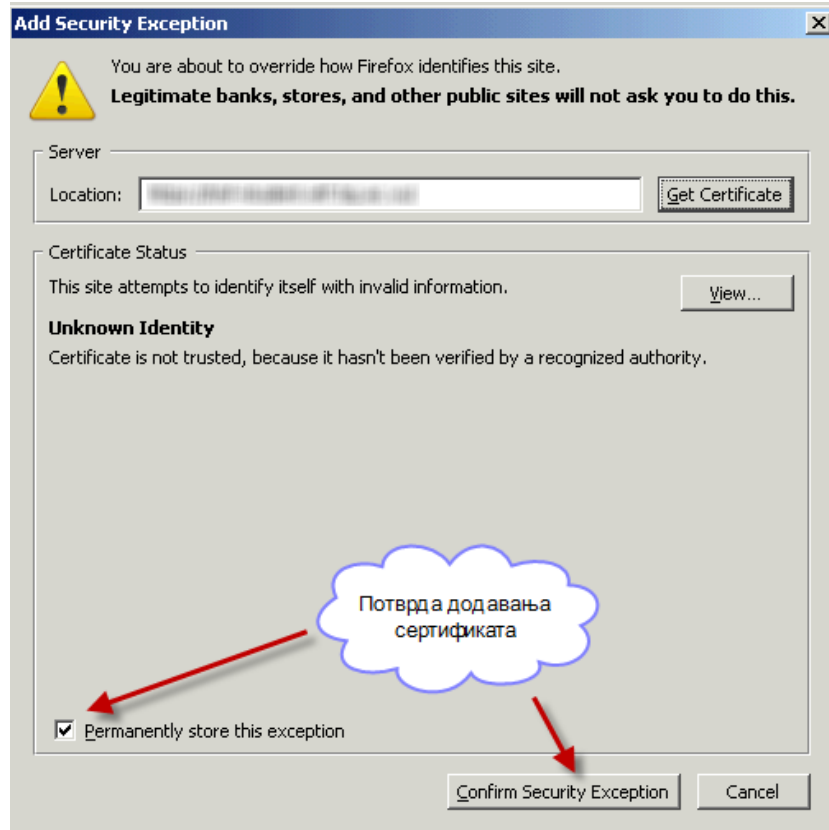 Add Security Exception
You are about to override how Firefox identifies this site.
Legitimate banks, stores, and other public sites will not ask you to do this.
Server
Location:
Get Certificate
Certificate Status
This site attempts to identify itself with invalid information.
View...
Unknown Identity
Certificate is not trusted, because it hasn't been verified by a recognized authority.
Потврда додавања
сертификата
Permanently store this exception
Confirm Security Exception
Cancel